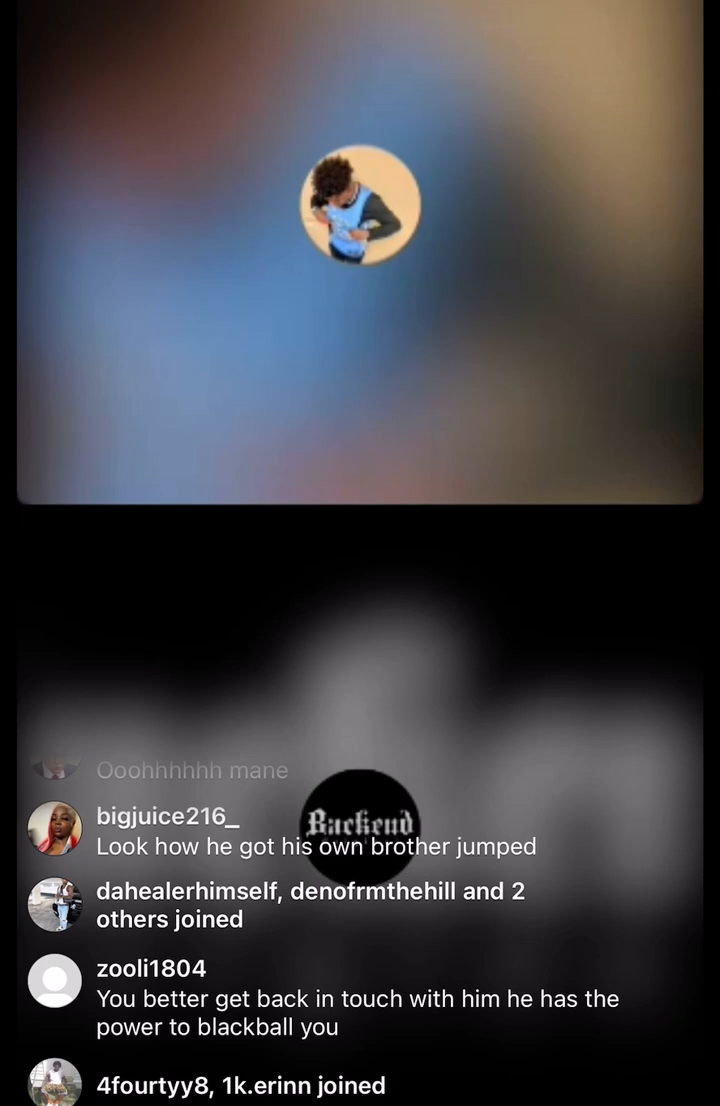 Ooohhhhhh mane
Backend
bigjuice216_
Look how he got his own brother jumped
dahealerhimself, denofrmthehill and 2
others joined
zooli1804
You better get back in touch with him he has the
power to blackball you
4fourtyy8, 1k.erinn joined